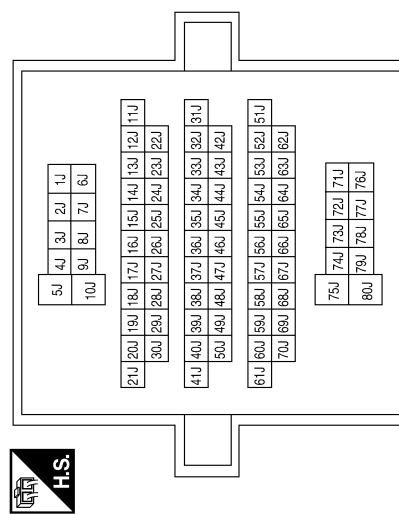 H.S.
5J 4J 3J 2J 1J
10J 9J 8J 7J 6J
21J 20J 19J 18J 17J 16J 15J 14J 13J 12J 11J
30J 29J 28J 27J 26J 25J 24J 23J 22J
41J 40J 39J 38J 37J 36J 35J 34J 33J 32J 31J
50J 49J 48J 47J 46J 45J 44J 43J 42J
61J 60J 59J 58J 57J 56J 55J 54J 53J 52J 51J
70J 69J 68J 67J 66J 65J 64J 63J 62J
75J 74J 73J 72J 71J
80J 79J 78J 77J 76J